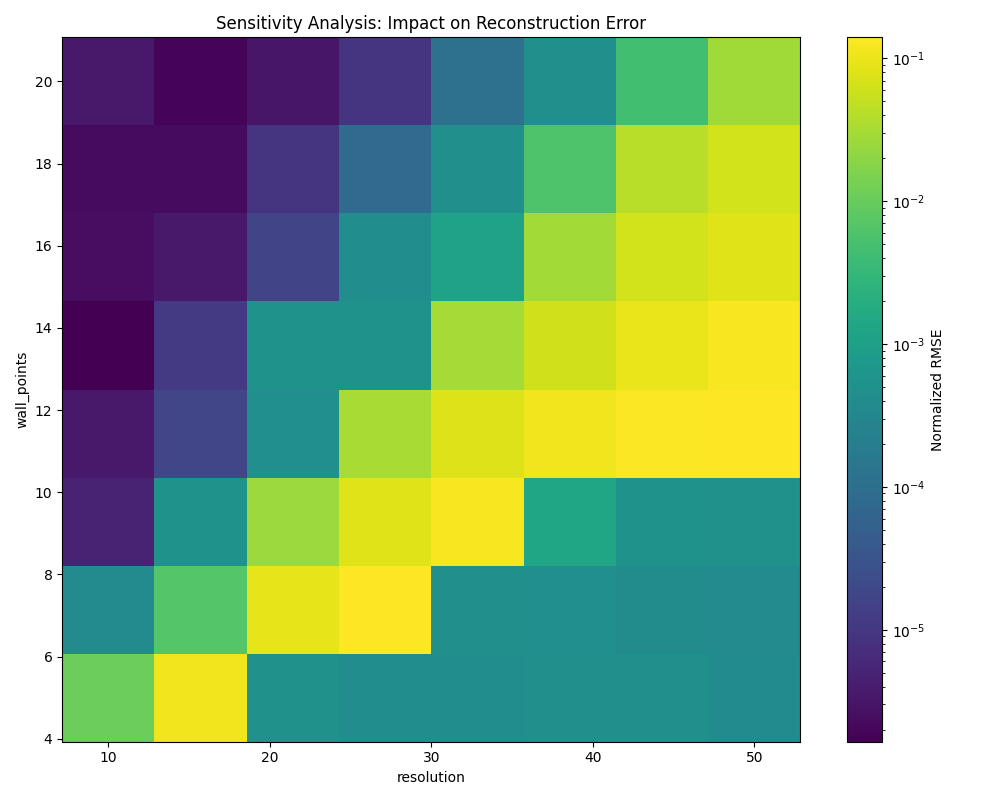 Sensitivity Analysis: Impact on Reconstruction Error
20
18
16
14
12
10
8
6
4
wall_points
10 20 30 40 50
resolution
10⁻¹
10⁻²
10⁻³
10⁻⁴
10⁻⁵
Normalized RMSE